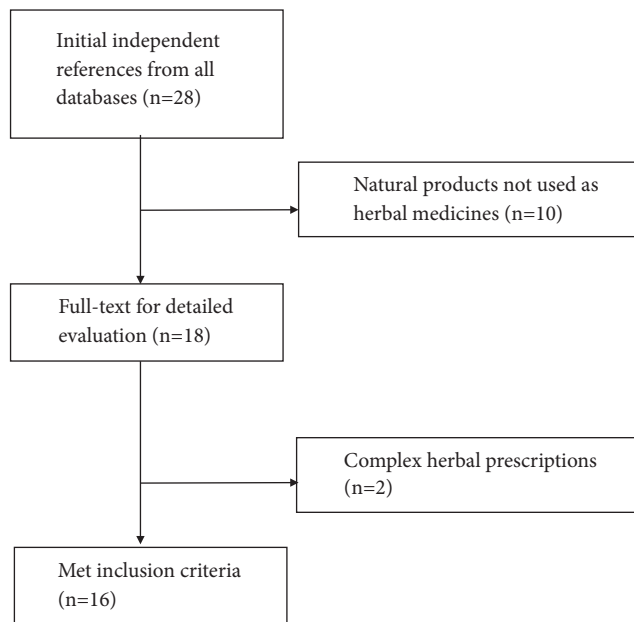 Initial independent
references from all
databases (n=28)
Natural products not used as
herbal medicines (n=10)
Full-text for detailed
evaluation (n=18)
Complex herbal prescriptions
(n=2)
Met inclusion criteria
(n=16)